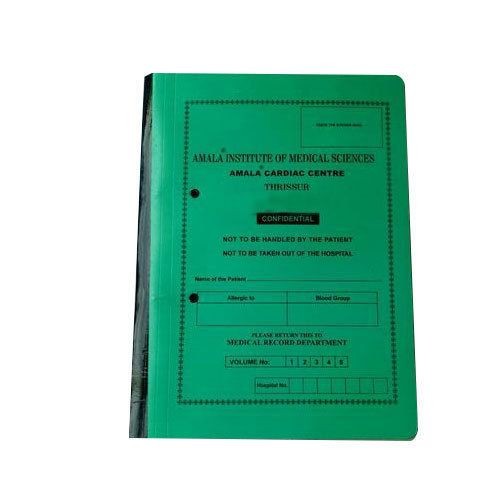 AMALA® INSTITUTE OF MEDICAL SCIENCES
AMALA® CARDIAC CENTRE
THRISSUR
CONFIDENTIAL
NOT TO BE HANDLED BY THE PATIENT
NOT TO BE TAKEN OUT OF THE HOSPITAL
Name of the Patient
Allergic to Blood Group
PLEASE RETURN THIS TO
MEDICAL RECORD DEPARTMENT
VOLUME No: 1 2 3 4 5
Hospital No.